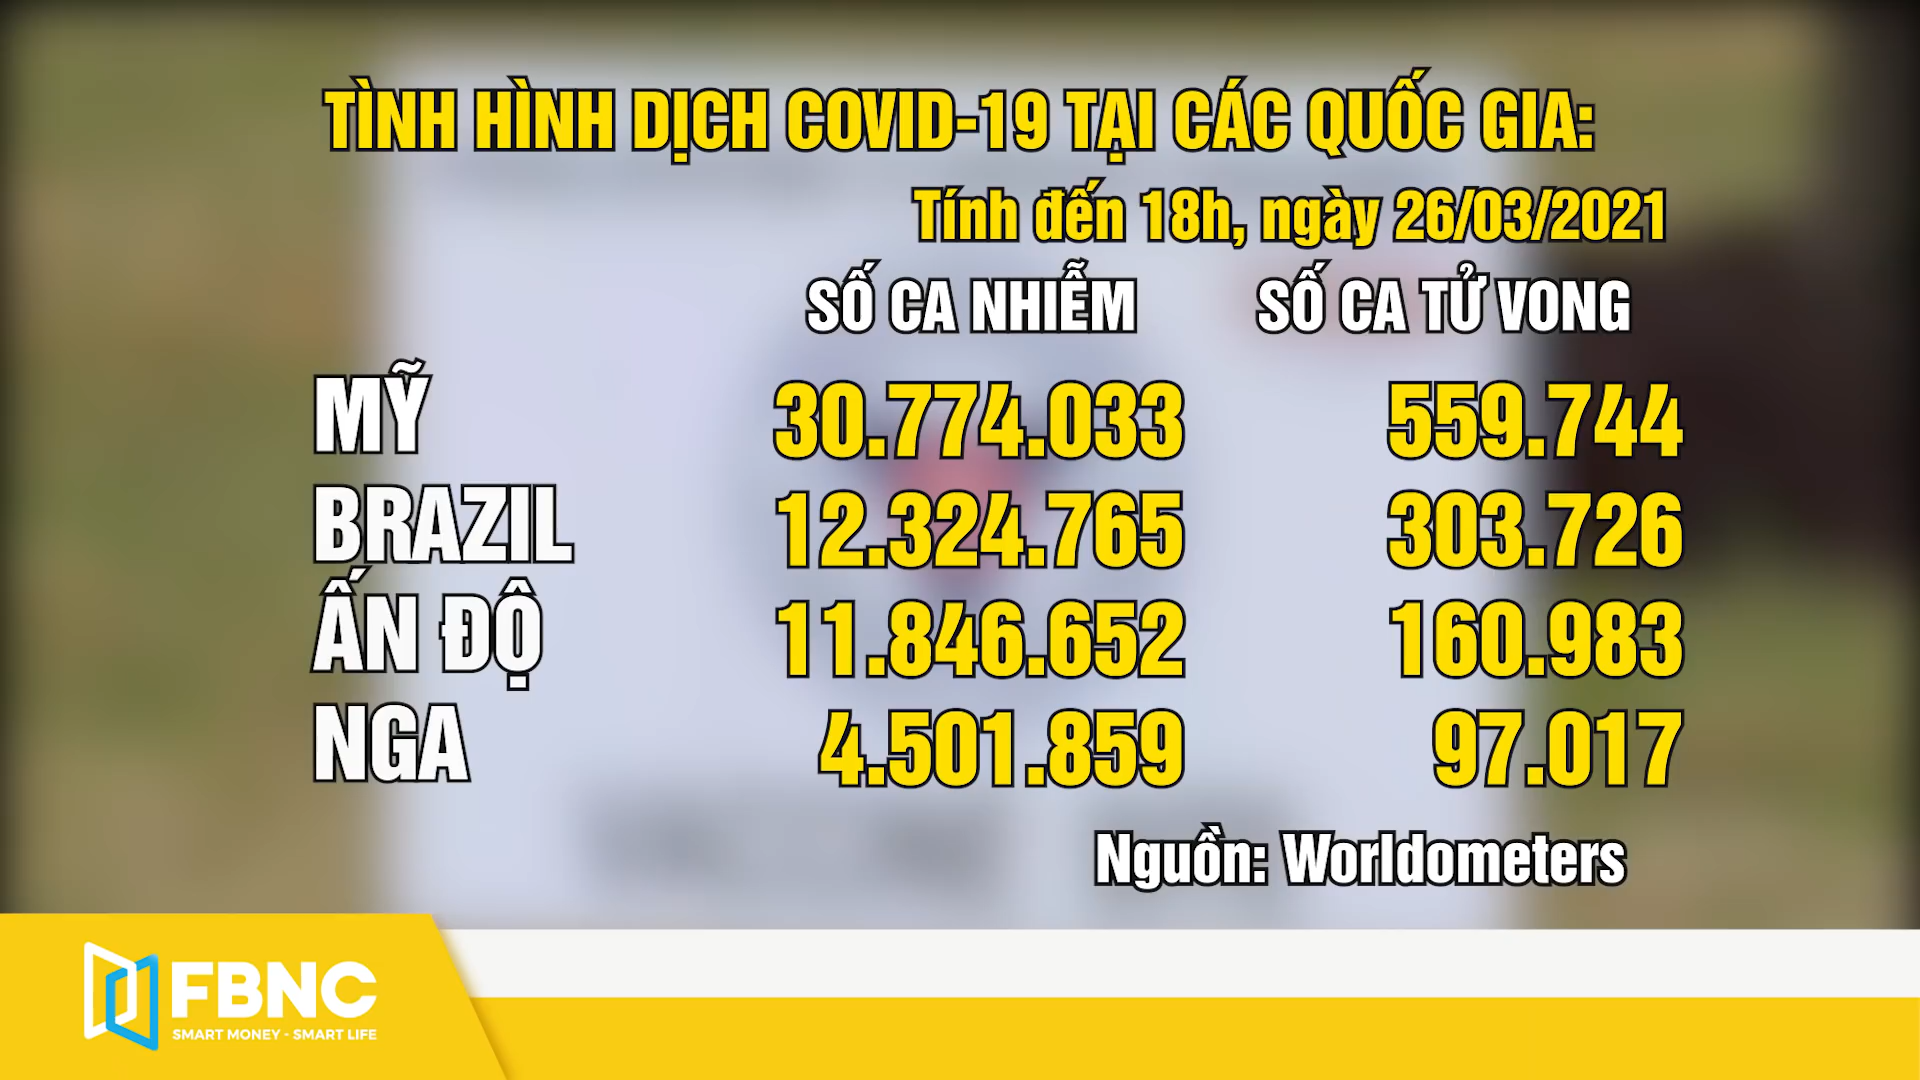 TÌNH HÌNH DỊCH COVID-19 TẠI CÁC QUỐC GIA:
Tính đến 18h, ngày 26/03/2021
SỐ CA NHIỄM SỐ CA TỬ VONG
MỸ 30.774.033 559.744
BRAZIL 12.324.765 303.726
ẤN ĐỘ 11.846.652 160.983
NGA 4.501.859 97.017
Nguồn: Worldometers
FBNC
SMART MONEY - SMART LIFE